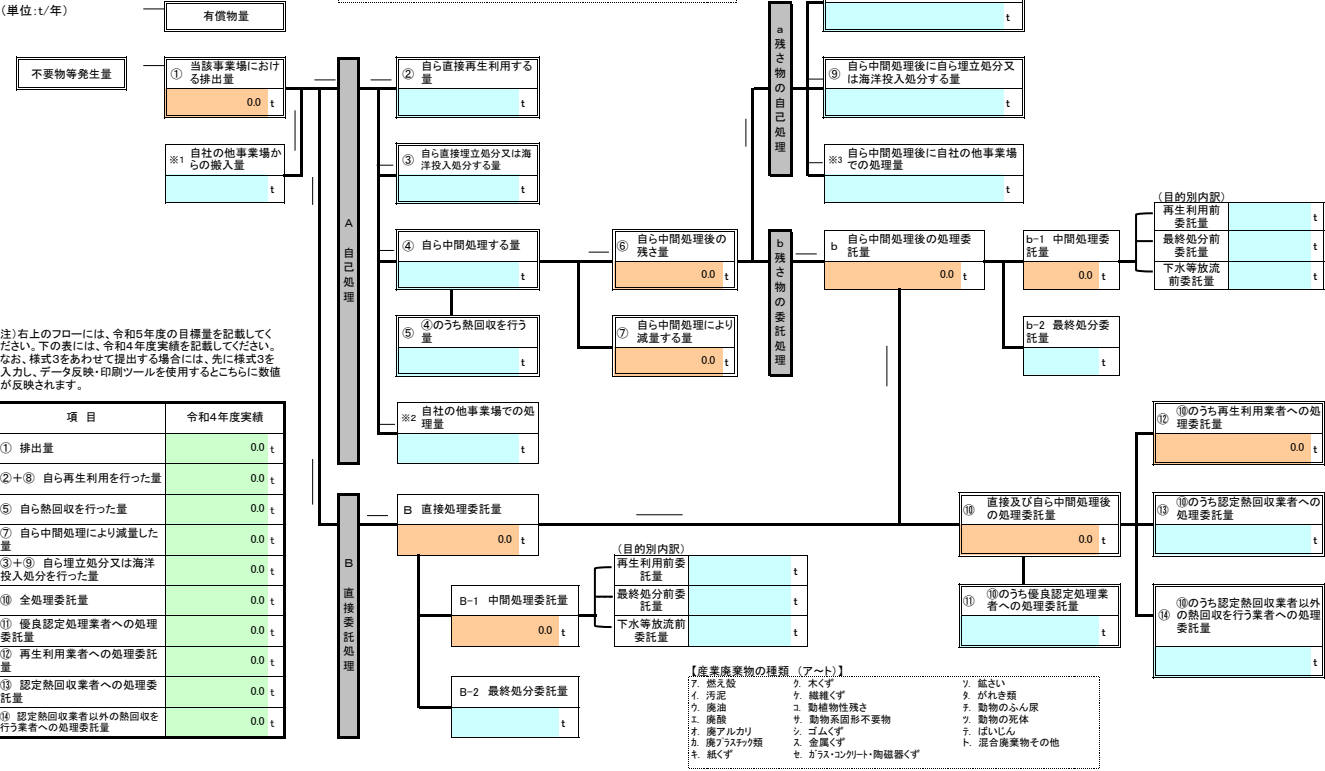 (単位:t/年)
有償物量
不要物等発生量
① 当該事業場におけ
る排出量
0.0 t
※1 自社の他事業場か
らの搬入量
t
A 自己処理
② 自ら直接再生利用する
量
t
③ 自ら直接埋立処分又は海
洋投入処分する量
t
④ 自ら中間処理する量
t
⑤ ④のうち熱回収を行う
量
t
※2 自社の他事業場での処
理量
t
⑥ 自ら中間処理後の
残さ量
0.0 t
⑦ 自ら中間処理により
減量する量
0.0 t
a 残さ物の自己処理
t
⑨ 自ら中間処理後に自ら埋立処分又
は海洋投入処分する量
t
※3 自ら中間処理後に自社の他事業場
での処理量
t
b 残さ物の委託処理
b 自ら中間処理後の処理委
託量
0.0 t
b-1 中間処理委
託量
0.0 t
(目的別内訳)
再生利用前
委託量
t
最終処分前
委託量
t
下水等放流
前委託量
t
b-2 最終処分委
託量
t
注)右上のフローには、令和5年度の目標量を記載してく
ださい。下の表には、令和4年度実績を記載してください。
なお、様式3をあわせて提出する場合には、先に様式3を
入力し、データ反映・印刷ツールを使用するとこちらに数値
が反映されます。
項 目 令和4年度実績
① 排出量 0.0 t
②+⑧ 自ら再生利用を行った量 0.0 t
⑤ 自ら熱回収を行った量 0.0 t
⑦ 自ら中間処理により減量した
量 0.0 t
③+⑨ 自ら埋立処分又は海洋
投入処分を行った量 0.0 t
⑩ 全処理委託量 0.0 t
⑪ 優良認定処理業者への処理
委託量 0.0 t
⑫ 再生利用業者への処理委託
量 0.0 t
⑬ 認定熱回収業者への処理委
託量 0.0 t
⑭ 認定熱回収業者以外の熱回収を
行う業者への処理委託量 0.0 t
B 直接委託処理
B 直接処理委託量
0.0 t
B-1 中間処理委託量
0.0 t
(目的別内訳)
再生利用前委
託量
t
最終処分前委
託量
t
下水等放流前
委託量
t
B-2 最終処分委託量
t
⑩ 直接及び自ら中間処理後
の処理委託量
0.0 t
⑪ ⑩のうち優良認定処理業
者への処理委託量
t
⑫ ⑩のうち再生利用業者への処
理委託量
0.0 t
⑬ ⑩のうち認定熱回収業者への
処理委託量
t
⑭ ⑩のうち認定熱回収業者以外
の熱回収を行う業者への処理
委託量
t
【産業廃棄物の種類 (ア~ト)】
ア. 燃え殻 ク. 木くず ソ. 鉱さい
イ. 汚泥 ケ. 繊維くず タ. がれき類
ウ. 廃油 コ. 動植物性残さ チ. 動物のふん尿
エ. 廃酸 サ. 動物系固形不要物 ツ. 動物の死体
オ. 廃アルカリ シ. ゴムくず テ. ばいじん
カ. 廃プラスチック類 ス. 金属くず ト. 混合廃棄物その他
キ. 紙くず セ. ガラス・コンクリート・陶磁器くず